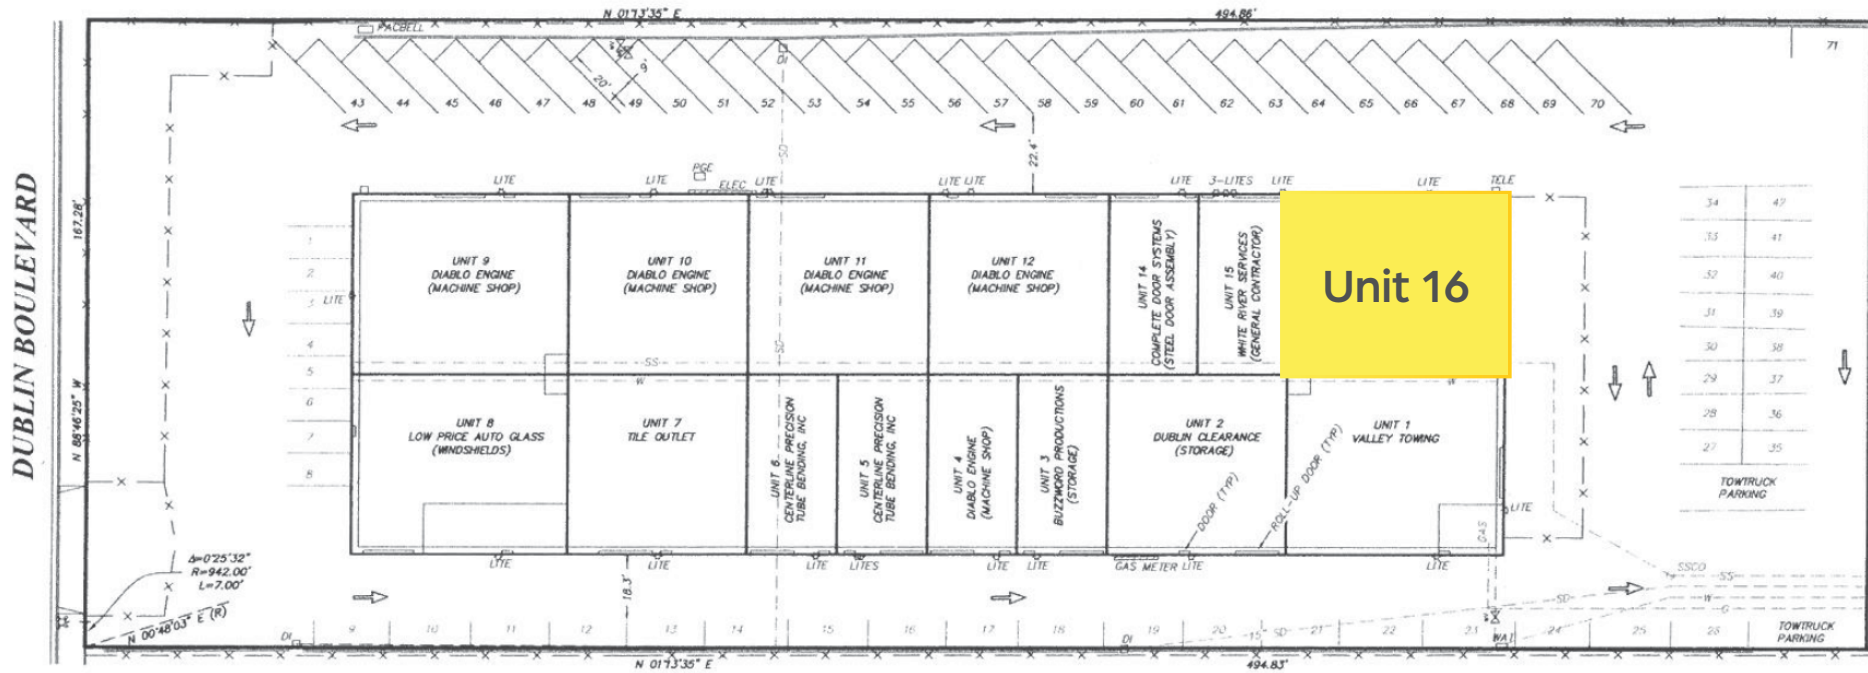 N 01°13'35" E
494.86'
PACBELL
71
DI
20'
9'
43 44 45 46 47 48 49 50 51 52 53 54 55 56 57 58 59 60 61 62 63 64 65 66 67 68 69 70
22.4'
SD
PGE
LITE
LITE
ELEC
LITE
LITE
LITE
LITE
3-LITES
LITE
LITE
TELE
DUBLIN BOULEVARD
167.28'
N 88°46'25" W
1
2
3
4
5
6
7
8
LITE
UNIT 9
DIABLO ENGINE
(MACHINE SHOP)
UNIT 10
DIABLO ENGINE
(MACHINE SHOP)
UNIT 11
DIABLO ENGINE
(MACHINE SHOP)
UNIT 12
DIABLO ENGINE
(MACHINE SHOP)
UNIT 14
COMPLETE DOOR SYSTEMS
(STEEL DOOR ASSEMBLY)
UNIT 15
WHITE RIVER SERVICES
(GENERAL CONTRACTOR)
Unit 16
34 42
33 41
32 40
31 39
30 38
29 37
28 36
27 35
TOWTRUCK
PARKING
SS
W
SD
W
UNIT 8
LOW PRICE AUTO GLASS
(WINDSHIELDS)
UNIT 7
TILE OUTLET
UNIT 6
CENTERLINE PRECISION
TUBE BENDING, INC
UNIT 5
CENTERLINE PRECISION
TUBE BENDING, INC
UNIT 4
DIABLO ENGINE
(MACHINE SHOP)
UNIT 3
BUZZWORD PRODUCTIONS
(STORAGE)
UNIT 2
DUBLIN CLEARANCE
(STORAGE)
UNIT 1
VALLEY TOWING
DOOR (TYP)
ROLL-UP DOOR (TYP)
GAS
LITE
LITE
LITE
LITE
LITES
LITE
LITE
GAS METER
LITE
LITE
Δ=0°25'32"
R=942.00'
L=7.00'
N 00°48'03" E (R)
18.3'
SSCO
SS
SD
W
G
DI
9 10 11 12 13 14 15 16 17 18
DI
19 20 15" SD 21 22 23 24 25 26
TOWTRUCK
PARKING
N 01°13'35" E
494.83'